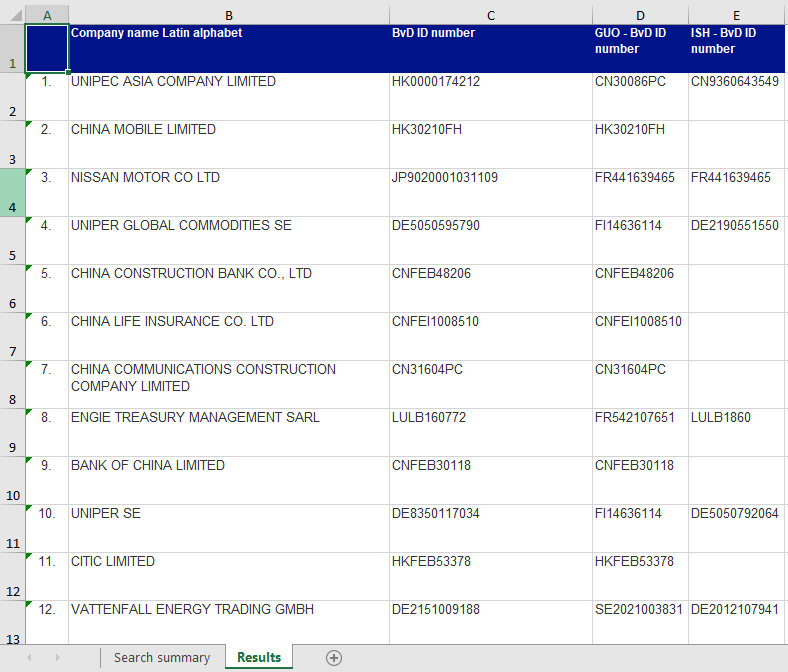 A B C D E
1 Company name Latin alphabet BvD ID number GUO - BvD ID number ISH - BvD ID number
2 1. UNIPEC ASIA COMPANY LIMITED HK0000174212 CN30086PC CN9360643549
3 2. CHINA MOBILE LIMITED HK30210FH HK30210FH
4 3. NISSAN MOTOR CO LTD JP9020001031109 FR441639465 FR441639465
5 4. UNIPER GLOBAL COMMODITIES SE DE5050595790 FI14636114 DE2190551550
6 5. CHINA CONSTRUCTION BANK CO., LTD CNFEB48206 CNFEB48206
7 6. CHINA LIFE INSURANCE CO. LTD CNFEI1008510 CNFEI1008510
8 7. CHINA COMMUNICATIONS CONSTRUCTION COMPANY LIMITED CN31604PC CN31604PC
9 8. ENGIE TREASURY MANAGEMENT SARL LULB160772 FR542107651 LULB1860
10 9. BANK OF CHINA LIMITED CNFEB30118 CNFEB30118
11 10. UNIPER SE DE8350117034 FI14636114 DE5050792064
12 11. CITIC LIMITED HKFEB53378 HKFEB53378
13 12. VATTENFALL ENERGY TRADING GMBH DE2151009188 SE2021003831 DE2012107941
Search summary Results